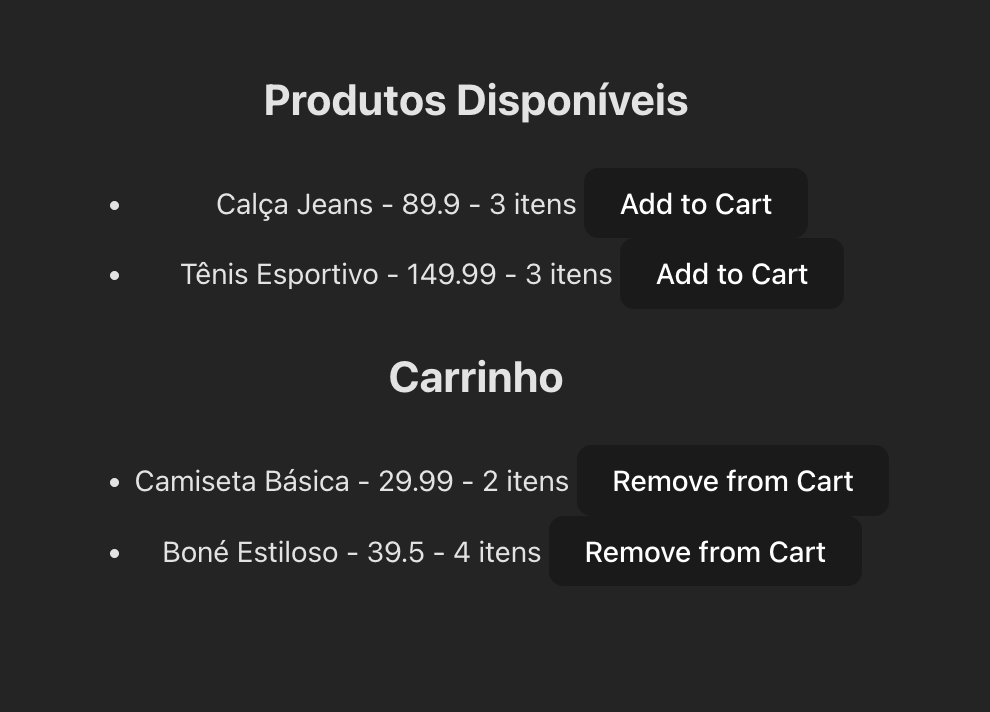 Produtos Disponíveis
• Calça Jeans - 89.9 - 3 itens Add to Cart
• Tênis Esportivo - 149.99 - 3 itens Add to Cart
Carrinho
• Camiseta Básica - 29.99 - 2 itens Remove from Cart
• Boné Estiloso - 39.5 - 4 itens Remove from Cart